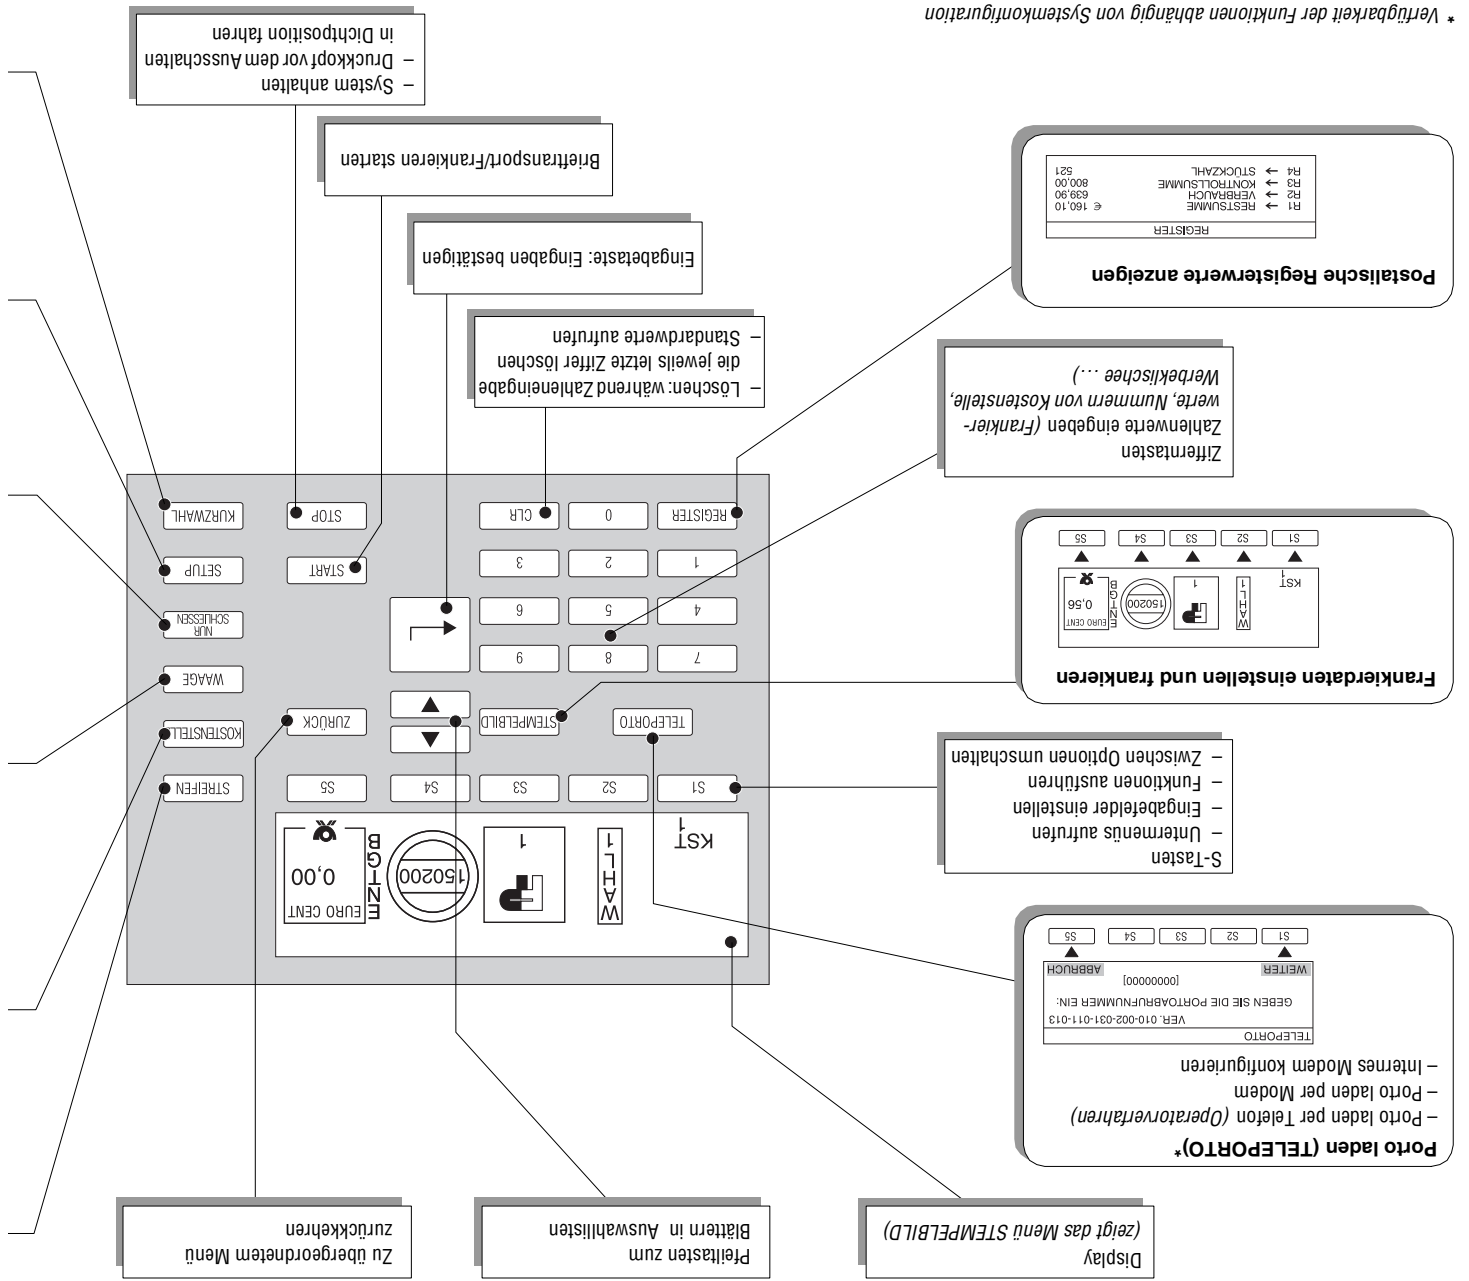 Display
(zeigt das Menü STEMPELBILD)
Pfeiltasten zum
Blättern in Auswahllisten
Zu übergeordnetem Menü
zurückkehren
Porto laden (TELEPORTO)*
– Porto laden per Telefon (Operatorverfahren)
– Porto laden per Modem
– Internes Modem konfigurieren
TELEPORTO
VER. 010-002-031-011-013
GEBEN SIE DIE PORTOABRUFNUMMER EIN:
[00000000]
WEITER ABBRUCH
S1 S2 S3 S4 S5
S-Tasten
– Untermenüs aufrufen
– Eingabefelder einstellen
– Funktionen ausführen
– Zwischen Optionen umschalten
Frankierdaten einstellen und frankieren
KST
1
WAHL 1
1
150200
ENTGB
EURO CENT
0,56
S1 S2 S3 S4 S5
Zifferntasten
Zahlenwerte eingeben (Frankier-
werte, Nummern von Kostenstelle,
Werbeklischee ...)
Postalische Registerwerte anzeigen
REGISTER
R1 → RESTSUMME € 160,10
R2 → VERBRAUCH 639,90
R3 → KONTROLLSUMME 800,00
R4 → STÜCKZAHL 521
KST
1
WAHL 1
1
150200
ENTGB
EURO CENT
0,00
S1 S2 S3 S4 S5 STREIFEN
TELEPORTO STEMPELBILD ZURÜCK KOSTENSTELL
WAAGE
7 8 9
NUR
SCHLIESSEN
4 5 6
1 2 3 START SETUP
REGISTER 0 CLR STOP KURZWAHL
– Löschen: während Zahleneingabe
die jeweils letzte Ziffer löschen
– Standardwerte aufrufen
Eingabetaste: Eingaben bestätigen
Brieftransport/Frankieren starten
– System anhalten
– Druckkopf vor dem Ausschalten
in Dichtposition fahren
* Verfügbarkeit der Funktionen abhängig von Systemkonfiguration